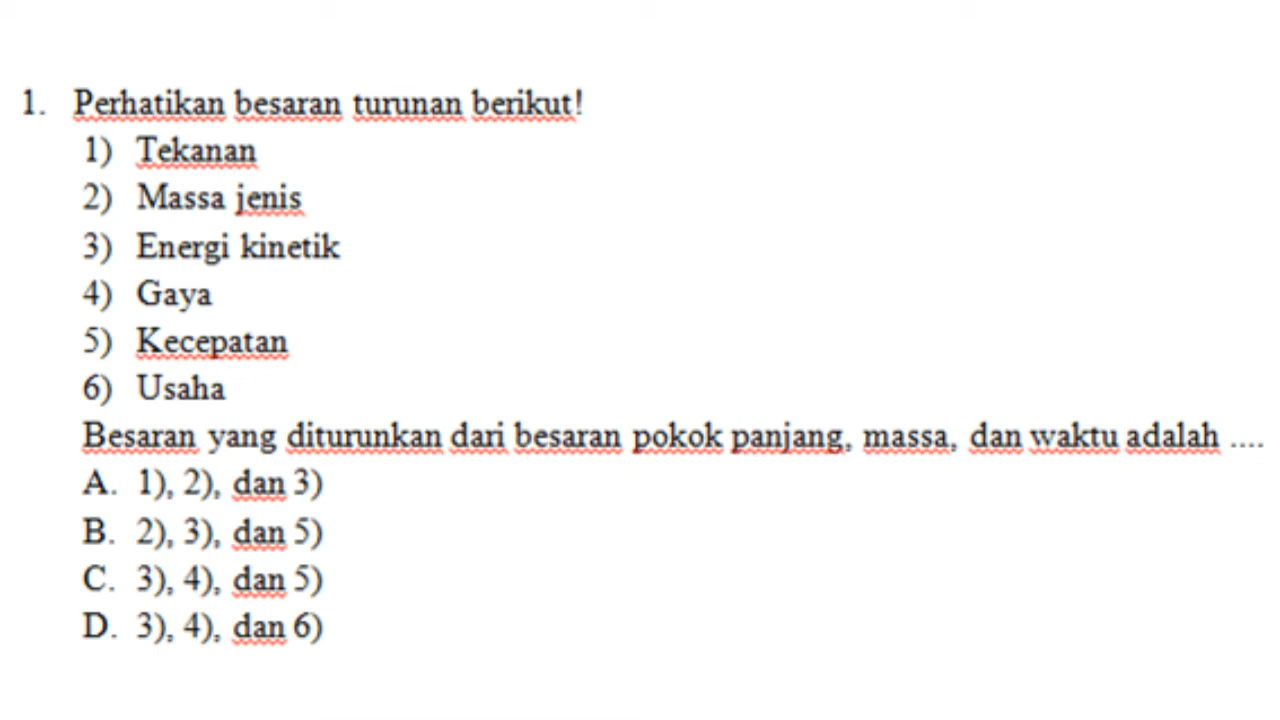 1. Perhatikan besaran turunan berikut!
1) Tekanan
2) Massa jenis
3) Energi kinetik
4) Gaya
5) Kecepatan
6) Usaha
Besaran yang diturunkan dari besaran pokok panjang, massa, dan waktu adalah ....
A. 1), 2), dan 3)
B. 2), 3), dan 5)
C. 3), 4), dan 5)
D. 3), 4), dan 6)